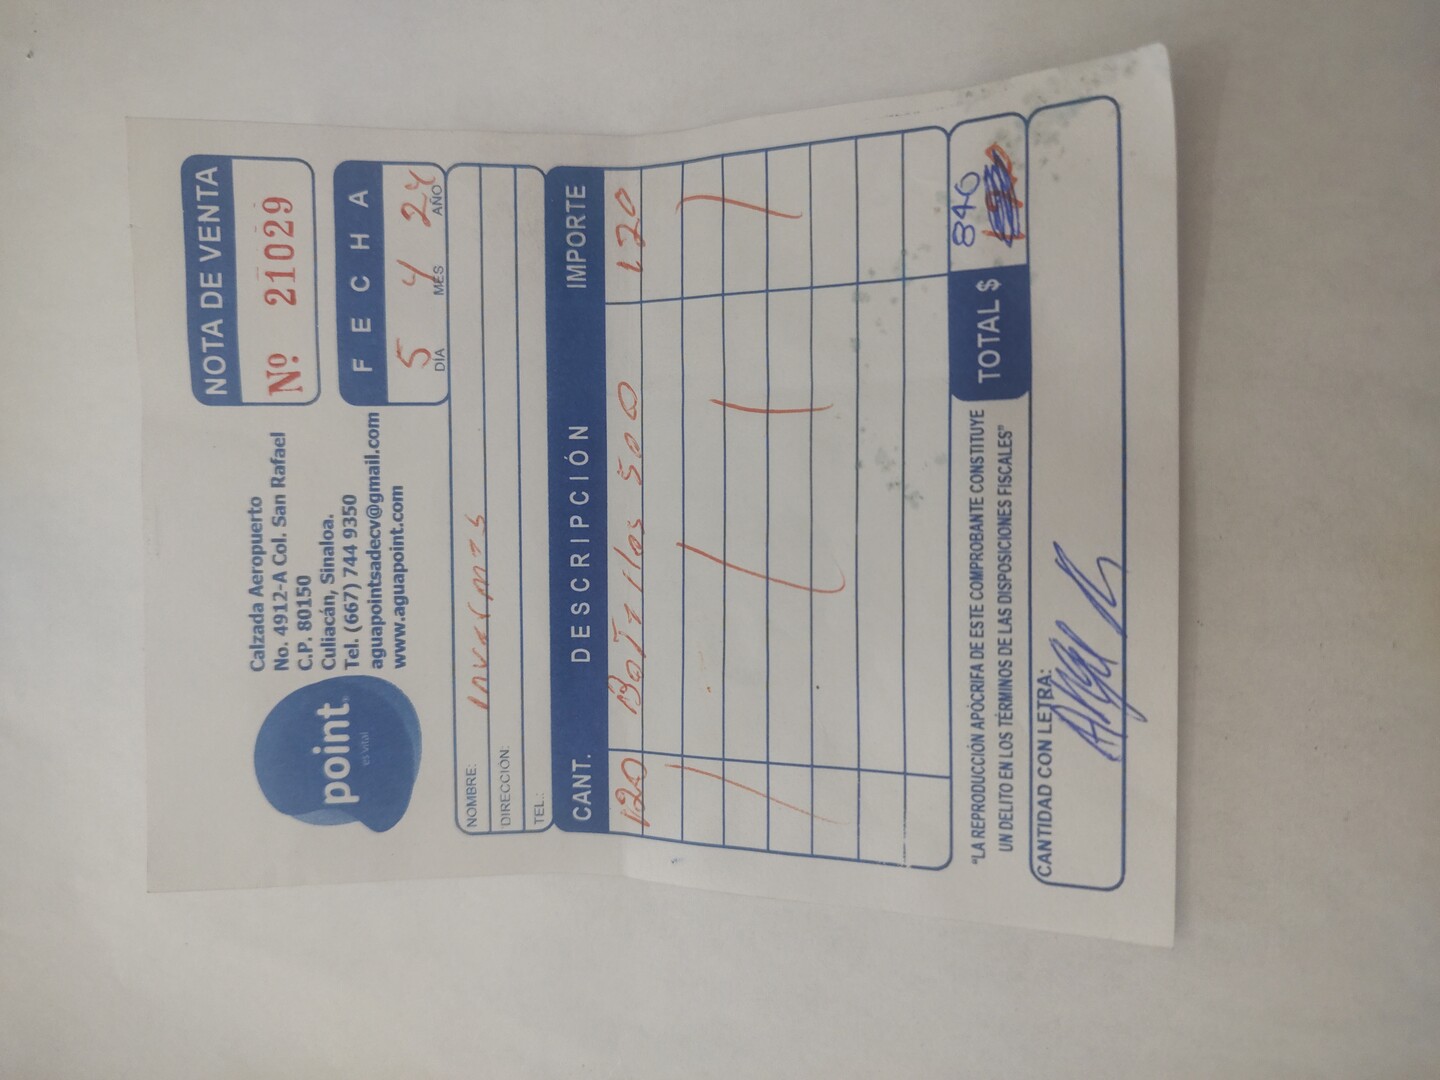 point
es vital
Calzada Aeropuerto
No. 4912-A Col. San Rafael
C.P. 80150
Culiacán, Sinaloa.
Tel. (667) 744 9350
aguapointsadecv@gmail.com
www.aguapoint.com
NOTA DE VENTA
Nº. 21029
FECHA
5 4 24
DÍA MES AÑO
NOMBRE:
DIRECCIÓN:
TEL.:
CANT. DESCRIPCIÓN IMPORTE
120 500 120
"LA REPRODUCCIÓN APÓCRIFA DE ESTE COMPROBANTE CONSTITUYE
UN DELITO EN LOS TÉRMINOS DE LAS DISPOSICIONES FISCALES"
TOTAL $ 840
CANTIDAD CON LETRA: